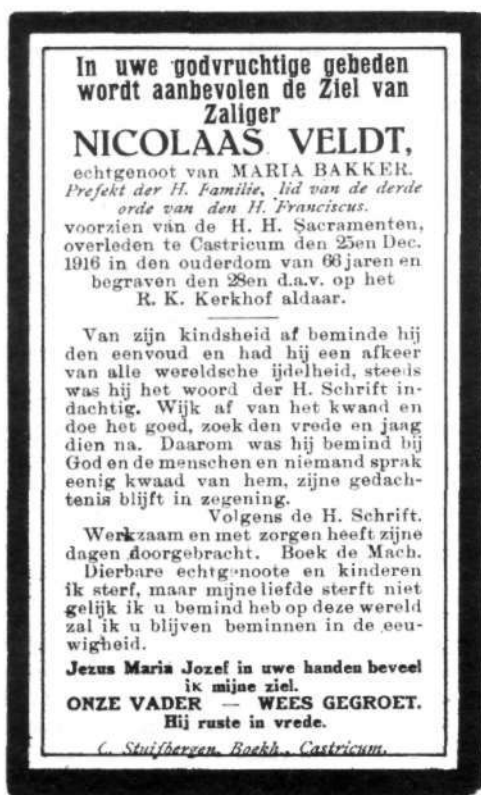 In uwe godvruchtige gebeden
wordt aanbevolen de Ziel van
Zaliger
NICOLAAS VELDT,
echtgenoot van MARIA BAKKER.
Prefekt der H. Familie, lid van de derde
orde van den H. Franciscus.
voorzien van de H. H. Sacramenten,
overleden te Castricum den 25en Dec.
1916 in den ouderdom van 66 jaren en
begraven den 28en d.a.v. op het
R. K. Kerkhof aldaar.
Van zijn kindsheid af beminde hij
den eenvoud en had hij een afkeer
van alle wereldsche ijdelheid, steeds
was hij het woord der H. Schrift in-
dachtig. Wijk af van het kwaad en
doe het goed, zoek den vrede en jaag
dien na. Daarom was hij bemind bij
God en de menschen en niemand sprak
eenig kwaad van hem, zijne gedach-
tenis blijft in zegening.
Volgens de H. Schrift.
Werkzaam en met zorgen heeft zijne
dagen doorgebracht. Boek de Mach.
Dierbare echtgenoote en kinderen
ik sterf, maar mijne liefde sterft niet
gelijk ik u bemind heb op deze wereld
zal ik u blijven beminnen in de eeu-
wigheid.
Jezus Maria Jozef in uwe handen beveel
ik mijne ziel.
ONZE VADER — WEES GEGROET.
Hij ruste in vrede.
C. Stuifbergen, Boekh., Castricum.